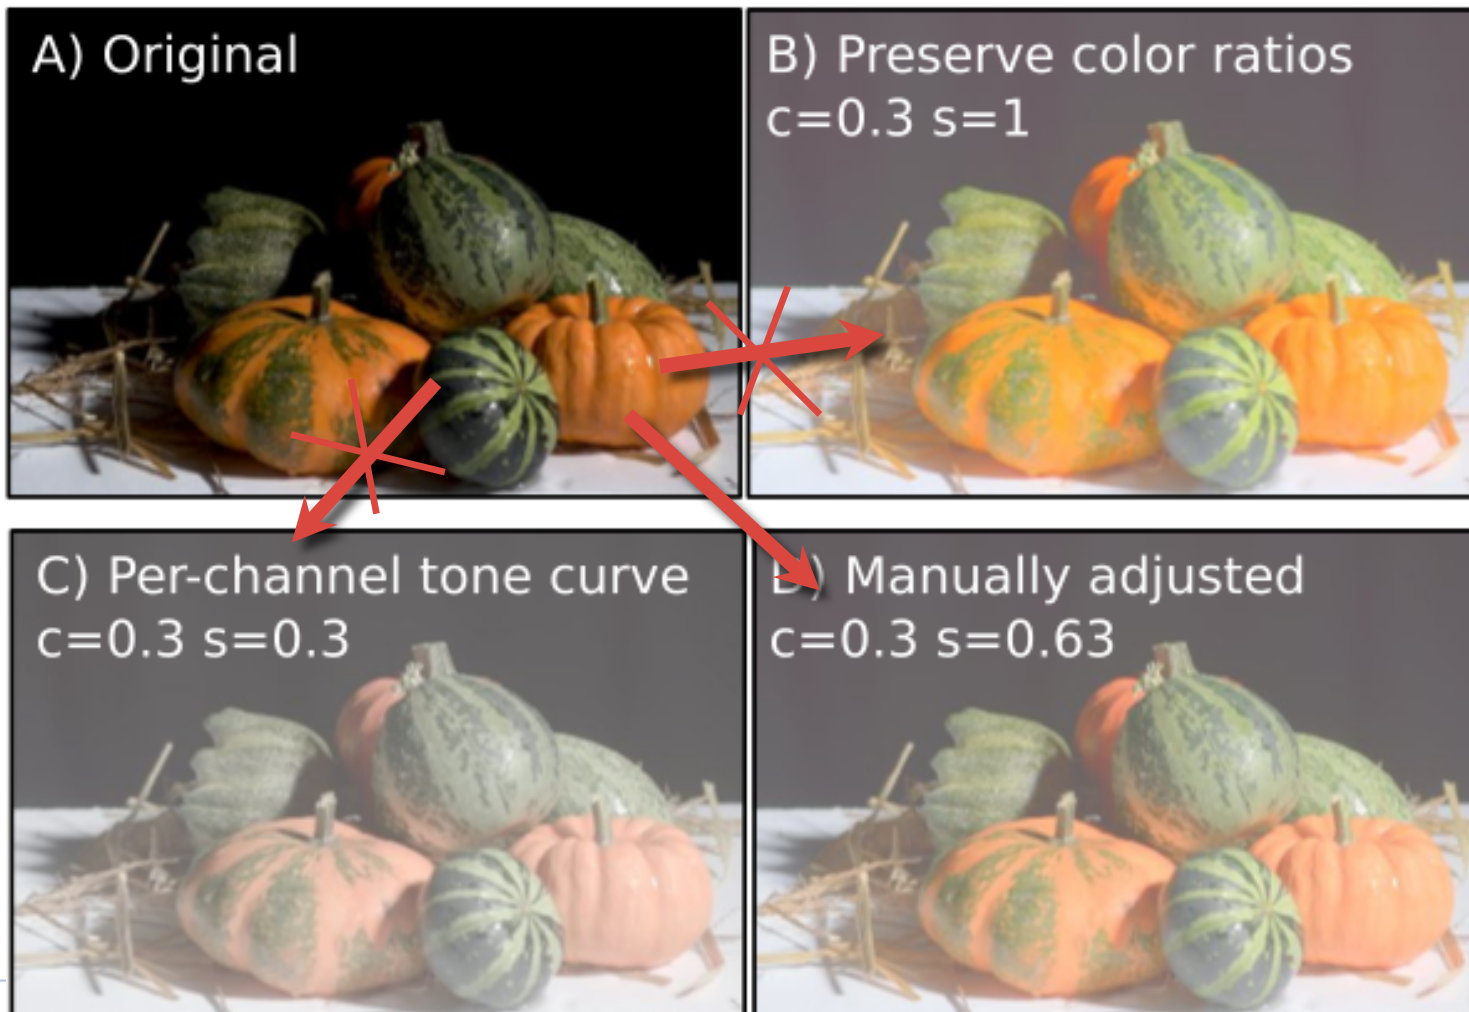 A) Original
B) Preserve color ratios
c=0.3 s=1
C) Per-channel tone curve
c=0.3 s=0.3
D) Manually adjusted
c=0.3 s=0.63